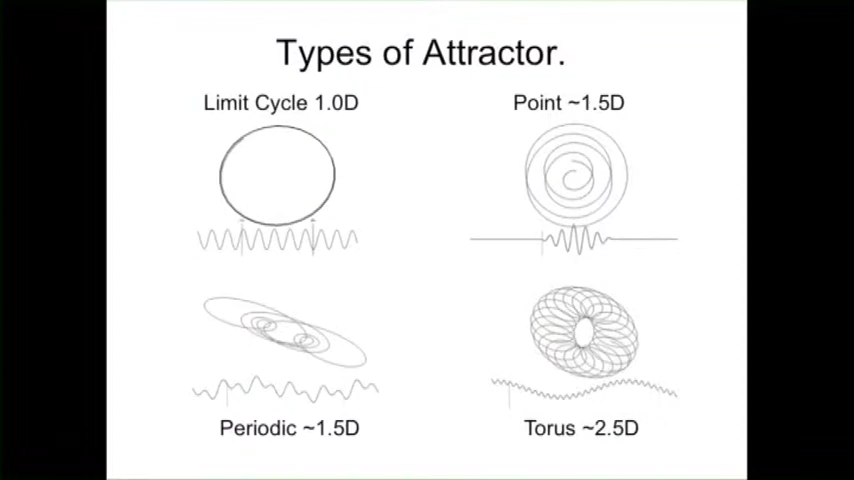 Types of Attractor.
Limit Cycle 1.0D
Point ~1.5D
Periodic ~1.5D
Torus ~2.5D